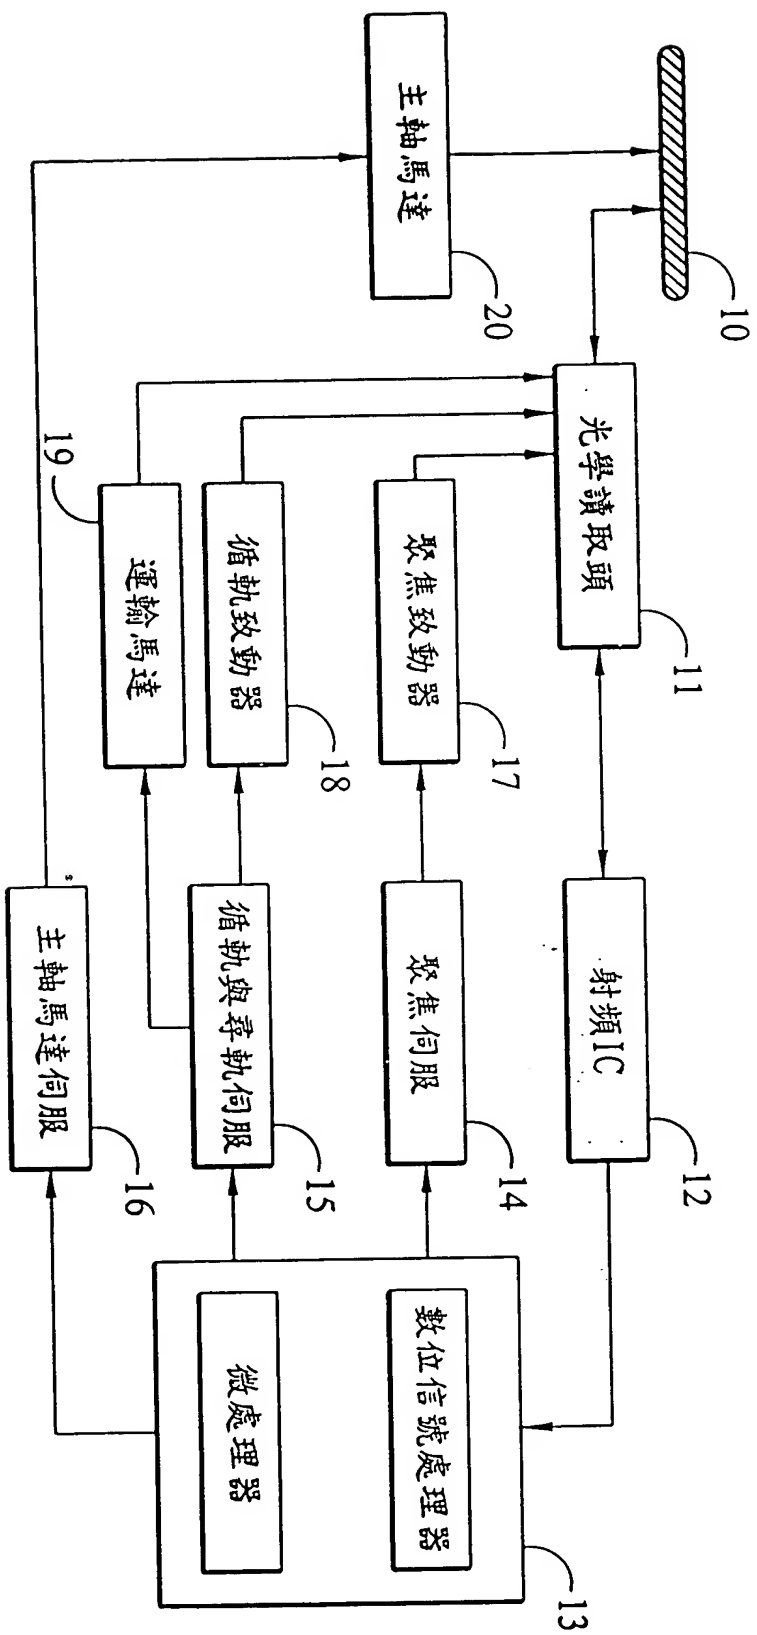 10
光學讀取頭
11
射頻IC
12
主軸馬達
20
聚焦致動器
17
聚焦伺服
14
數位信號處理器
13
循軌致動器
18
循軌與尋軌伺服
15
微處理器
運輸馬達
19
主軸馬達伺服
16